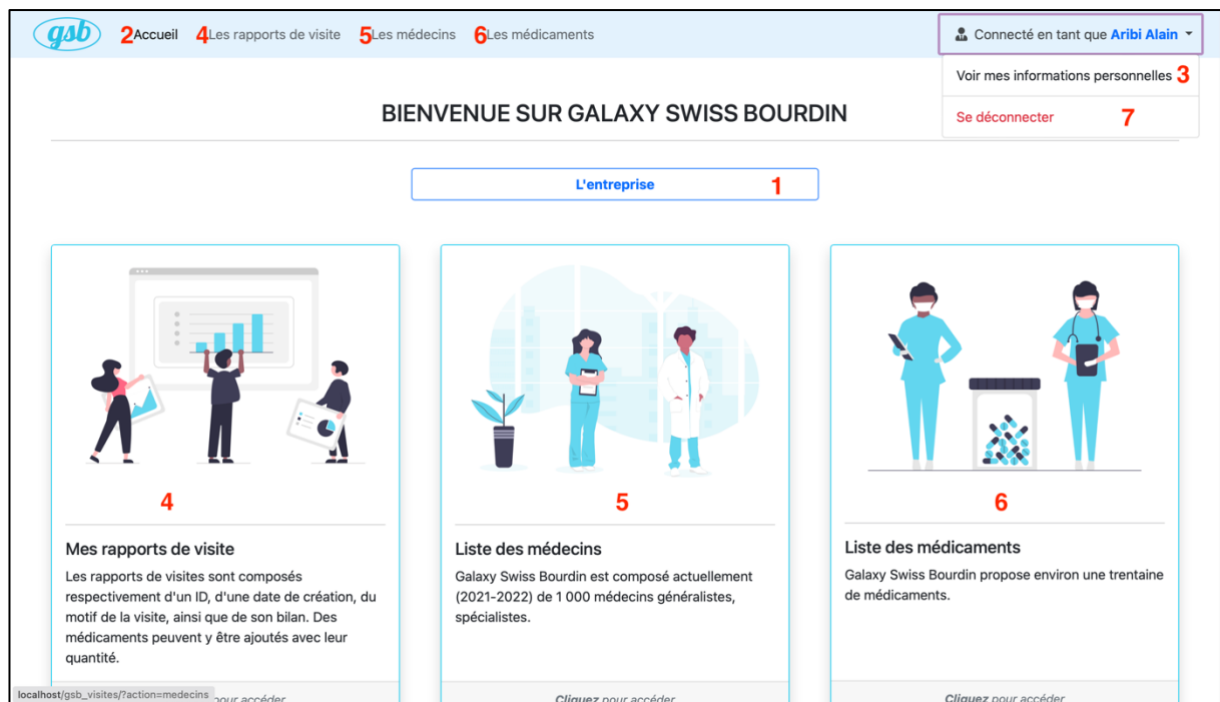 gsb 2Accueil 4Les rapports de visite 5Les médecins 6Les médicaments Connecté en tant que Aribi Alain
Voir mes informations personnelles 3
Se déconnecter 7
BIENVENUE SUR GALAXY SWISS BOURDIN
L'entreprise 1
4
5
6
Mes rapports de visite
Les rapports de visites sont composés
respectivement d'un ID, d'une date de création, du
motif de la visite, ainsi que de son bilan. Des
médicaments peuvent y être ajoutés avec leur
quantité.
Liste des médecins
Galaxy Swiss Bourdin est composé actuellement
(2021-2022) de 1 000 médecins généralistes,
spécialistes.
Liste des médicaments
Galaxy Swiss Bourdin propose environ une trentaine
de médicaments.
localhost/gsb_visites/?action=medecins
pour accéder
Cliquez pour accéder
Cliquez pour accéder